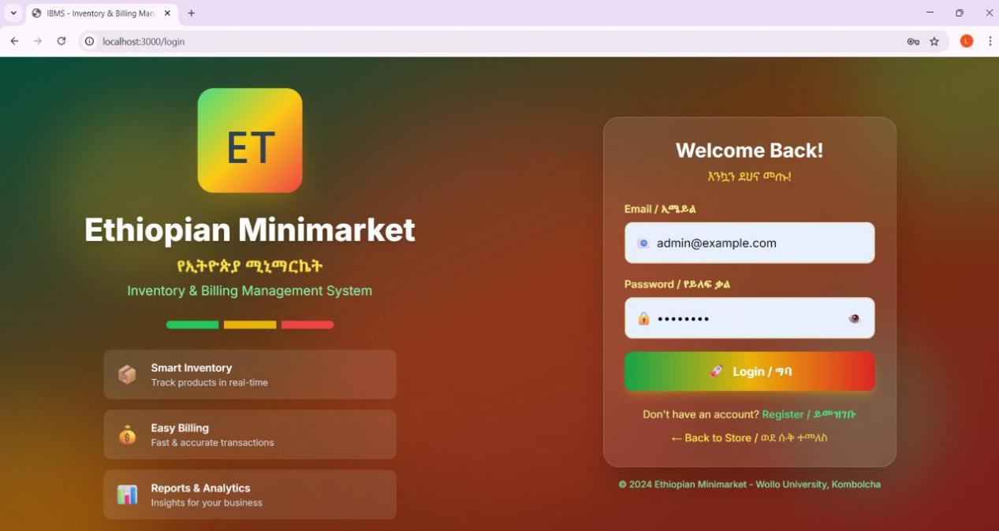 IBMS - Inventory & Billing Man
localhost:3000/login
L
ET
Ethiopian Minimarket
የኢትዮጵያ ሚኒማርኬት
Inventory & Billing Management System
Smart Inventory
Track products in real-time
Easy Billing
Fast & accurate transactions
Reports & Analytics
Insights for your business
Welcome Back!
እንኳን ደህና መጡ!
Email / ኢሜይል
admin@example.com
Password / የይለፍ ቃል
••••••••
Login / ግባ
Don't have an account? Register / ይመዝገቡ
← Back to Store / ወደ ሱቅ ተመለስ
© 2024 Ethiopian Minimarket - Wollo University, Kombolcha